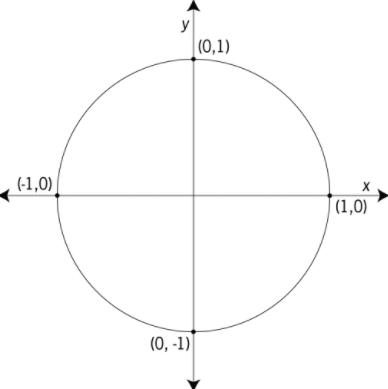 y
(0,1)
(-1,0)
x
(1,0)
(0, -1)